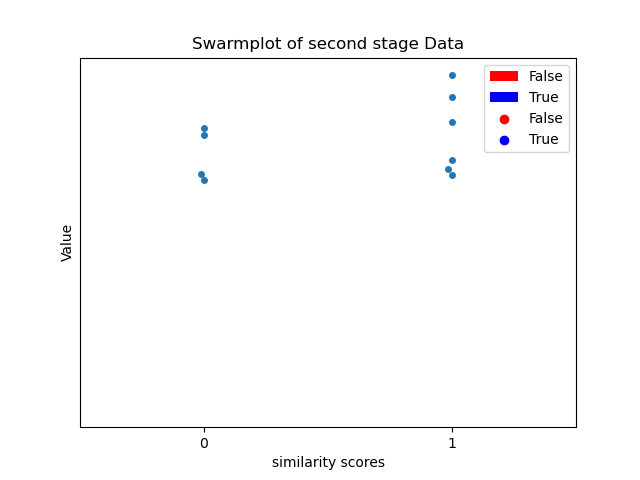 Swarmplot of second stage Data
False
True
False
True
Value
0
1
similarity scores